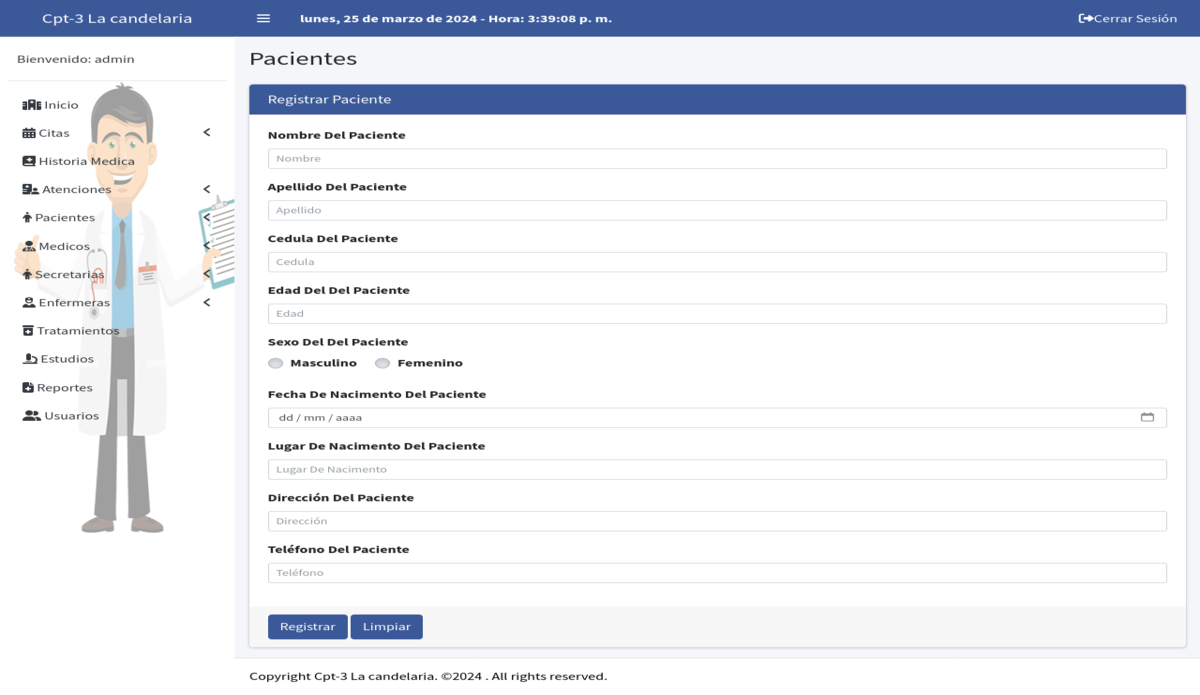 Cpt-3 La candelaria
lunes, 25 de marzo de 2024 - Hora: 3:39:08 p. m.
Cerrar Sesión
Bienvenido: admin
Inicio
Citas
Historia Medica
Atenciones
Pacientes
Medicos
Secretarias
Enfermeras
Tratamientos
Estudios
Reportes
Usuarios
Pacientes
Registrar Paciente
Nombre Del Paciente
Nombre
Apellido Del Paciente
Apellido
Cedula Del Paciente
Cedula
Edad Del Del Paciente
Edad
Sexo Del Del Paciente
Masculino Femenino
Fecha De Nacimento Del Paciente
dd / mm / aaaa
Lugar De Nacimento Del Paciente
Lugar De Nacimento
Dirección Del Paciente
Dirección
Teléfono Del Paciente
Teléfono
Registrar Limpiar
Copyright Cpt-3 La candelaria. ©2024 . All rights reserved.